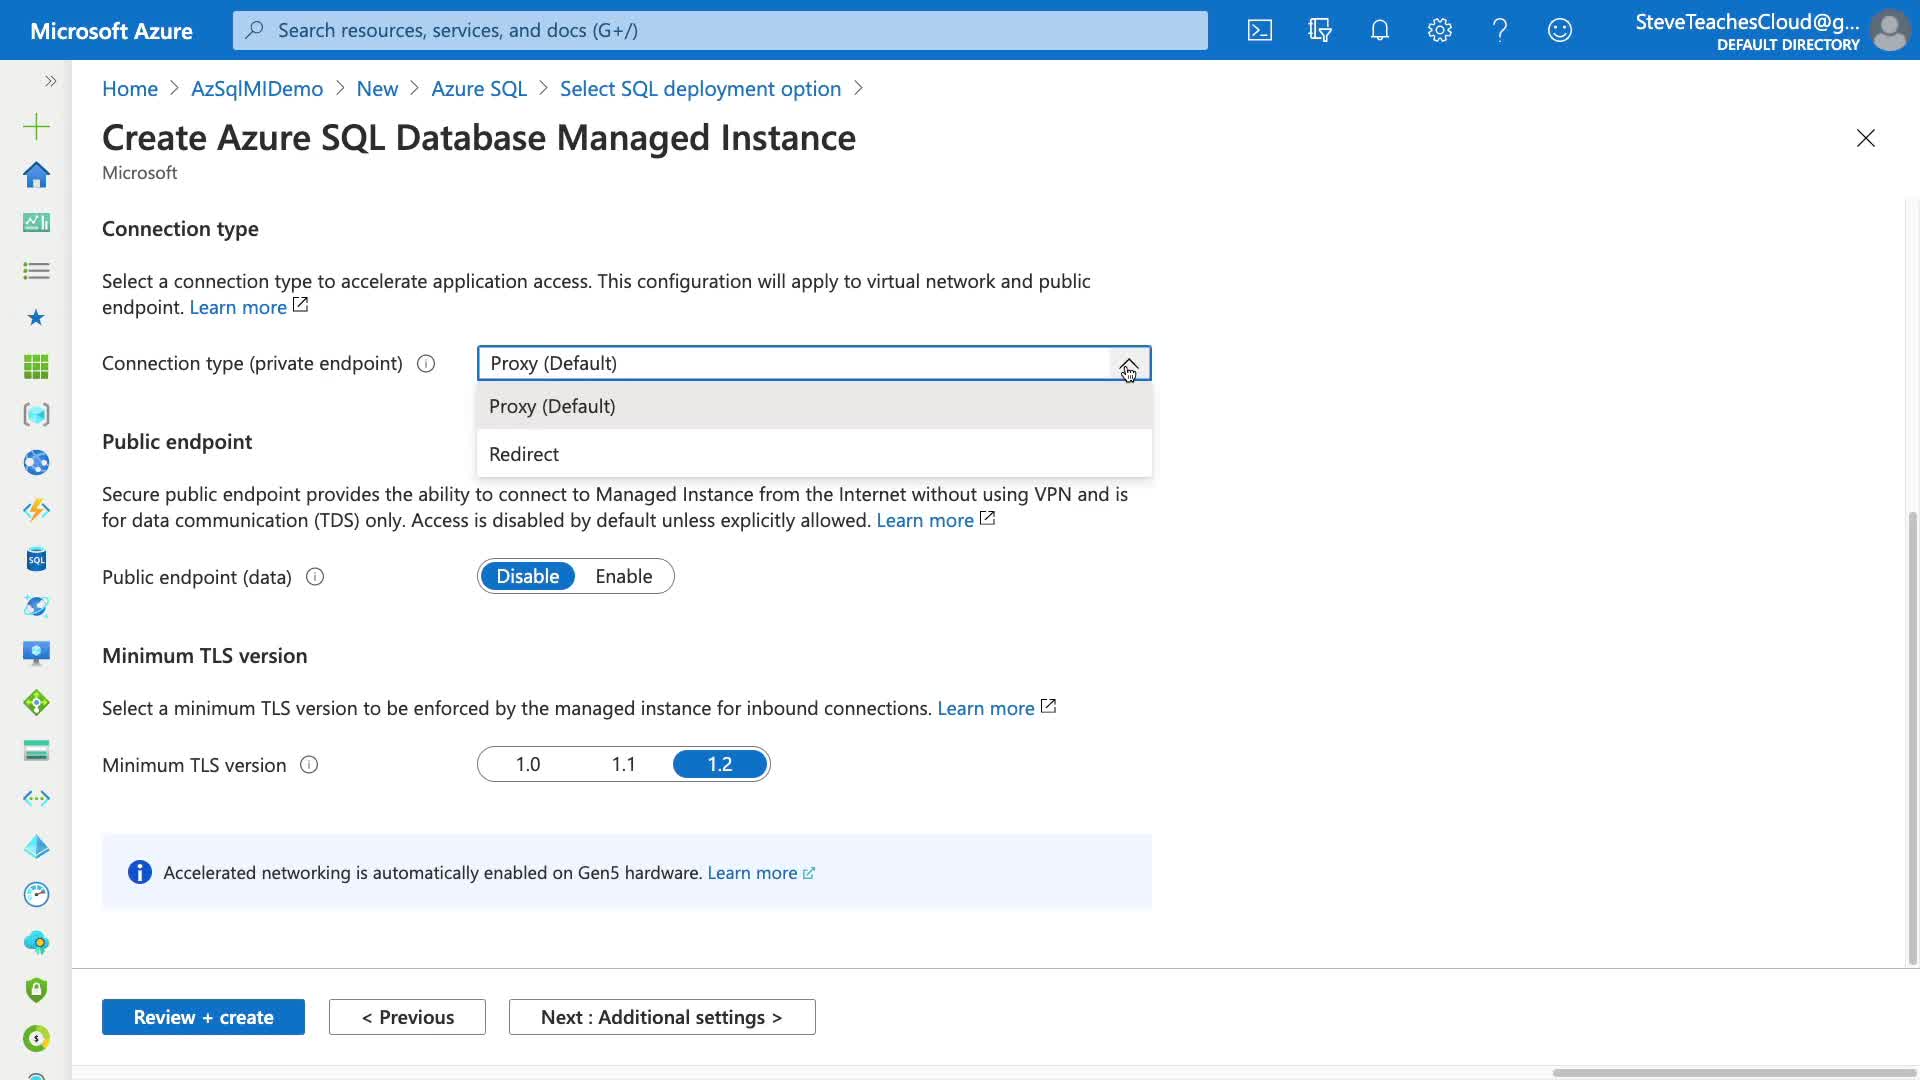 Microsoft Azure
Search resources, services, and docs (G+/)
SteveTeachesCloud@g...
DEFAULT DIRECTORY
Home > AzSqlMIDemo > New > Azure SQL > Select SQL deployment option >
Create Azure SQL Database Managed Instance
Microsoft
Connection type
Select a connection type to accelerate application access. This configuration will apply to virtual network and public
endpoint. Learn more
Connection type (private endpoint)
Proxy (Default)
Proxy (Default)
Redirect
Public endpoint
Secure public endpoint provides the ability to connect to Managed Instance from the Internet without using VPN and is
for data communication (TDS) only. Access is disabled by default unless explicitly allowed. Learn more
Public endpoint (data)
Disable Enable
Minimum TLS version
Select a minimum TLS version to be enforced by the managed instance for inbound connections. Learn more
Minimum TLS version
1.0 1.1 1.2
Accelerated networking is automatically enabled on Gen5 hardware. Learn more
Review + create
< Previous
Next : Additional settings >
SQL